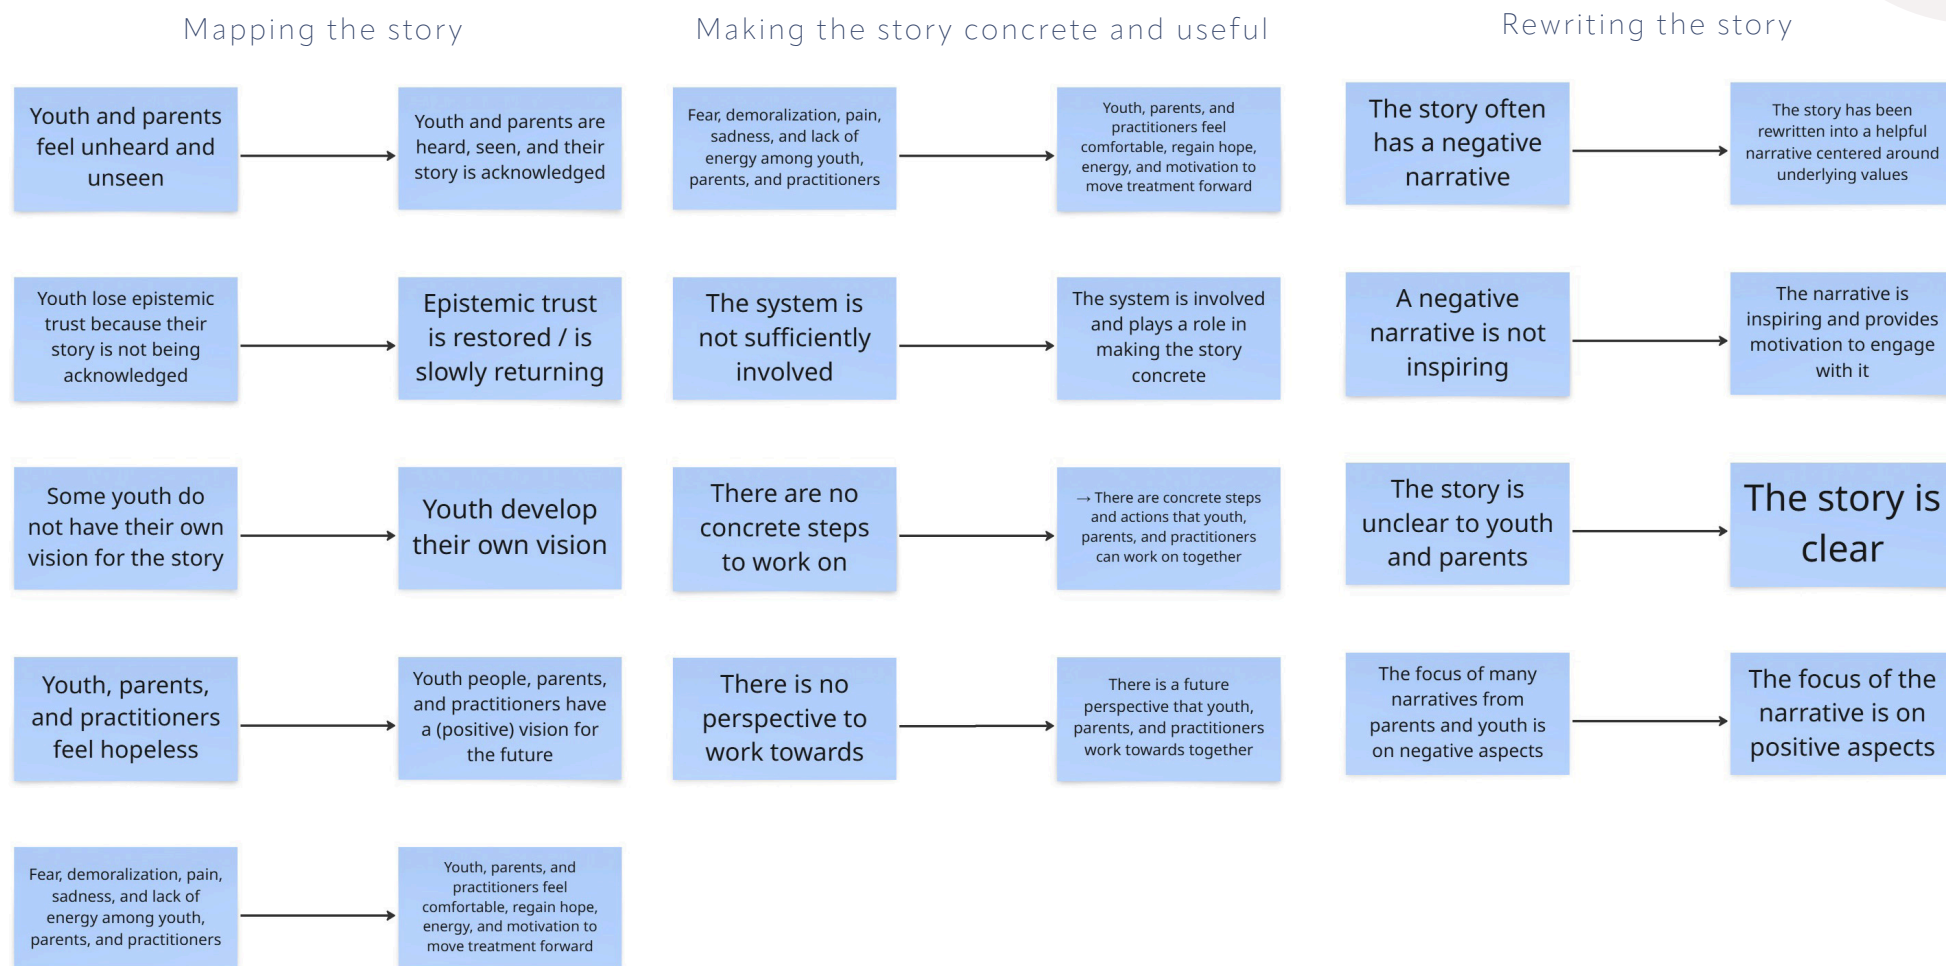 Mapping the story
Youth and parents
feel unheard and
unseen
Youth and parents are
heard, seen, and their
story is acknowledged
Youth lose epistemic
trust because their
story is not being
acknowledged
Epistemic trust
is restored / is
slowly returning
Some youth do
not have their own
vision for the story
Youth develop
their own vision
Youth, parents,
and practitioners
feel hopeless
Youth people, parents,
and practitioners have
a (positive) vision for
the future
Fear, demoralization, pain,
sadness, and lack of
energy among youth,
parents, and practitioners
Youth, parents, and
practitioners feel
comfortable, regain hope,
energy, and motivation to
move treatment forward
Making the story concrete and useful
Fear, demoralization, pain,
sadness, and lack of
energy among youth,
parents, and practitioners
Youth, parents, and
practitioners feel
comfortable, regain hope,
energy, and motivation to
move treatment forward
The system is
not sufficiently
involved
The system is involved
and plays a role in
making the story
concrete
There are no
concrete steps
to work on
→ There are concrete steps
and actions that youth,
parents, and practitioners
can work on together
There is no
perspective to
work towards
There is a future
perspective that youth,
parents, and practitioners
work towards together
Rewriting the story
The story often
has a negative
narrative
The story has been
rewritten into a helpful
narrative centered around
underlying values
A negative
narrative is not
inspiring
The narrative is
inspiring and provides
motivation to engage
with it
The story is
unclear to youth
and parents
The story is
clear
The focus of many
narratives from
parents and youth is
on negative aspects
The focus of the
narrative is on
positive aspects